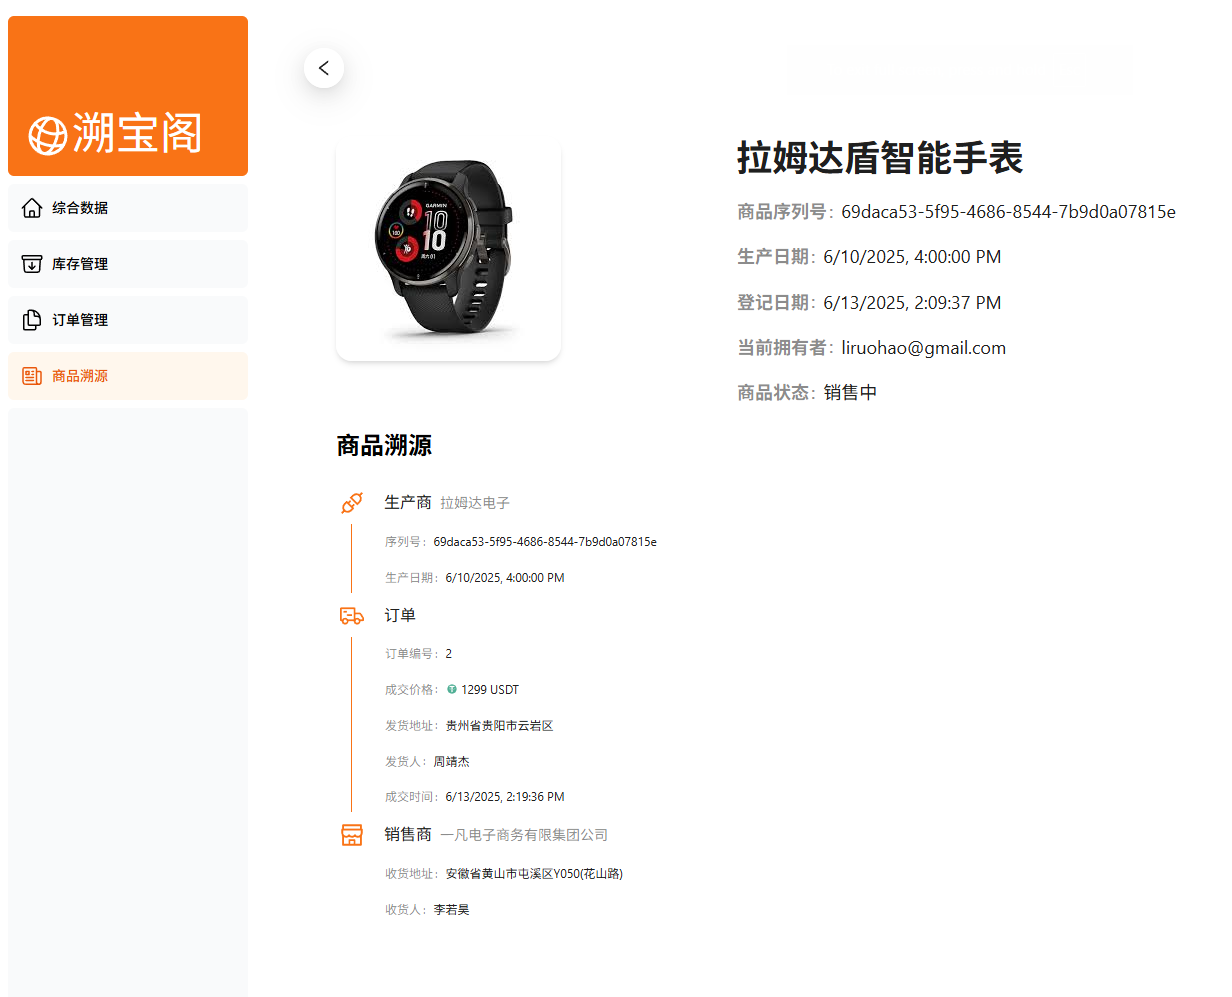 溯宝阁
综合数据
库存管理
订单管理
商品溯源
GARMIN
10
10
100
拉姆达盾智能手表
商品序列号：69daca53-5f95-4686-8544-7b9d0a07815e
生产日期：6/10/2025, 4:00:00 PM
登记日期：6/13/2025, 2:09:37 PM
当前拥有者：liruohao@gmail.com
商品状态：销售中
商品溯源
生产商 拉姆达电子
序列号：69daca53-5f95-4686-8544-7b9d0a07815e
生产日期：6/10/2025, 4:00:00 PM
订单
订单编号：2
成交价格：1299 USDT
发货地址：贵州省贵阳市云岩区
发货人：周靖杰
成交时间：6/13/2025, 2:19:36 PM
销售商 一凡电子商务有限集团公司
收货地址：安徽省黄山市屯溪区Y050(花山路)
收货人：李若昊